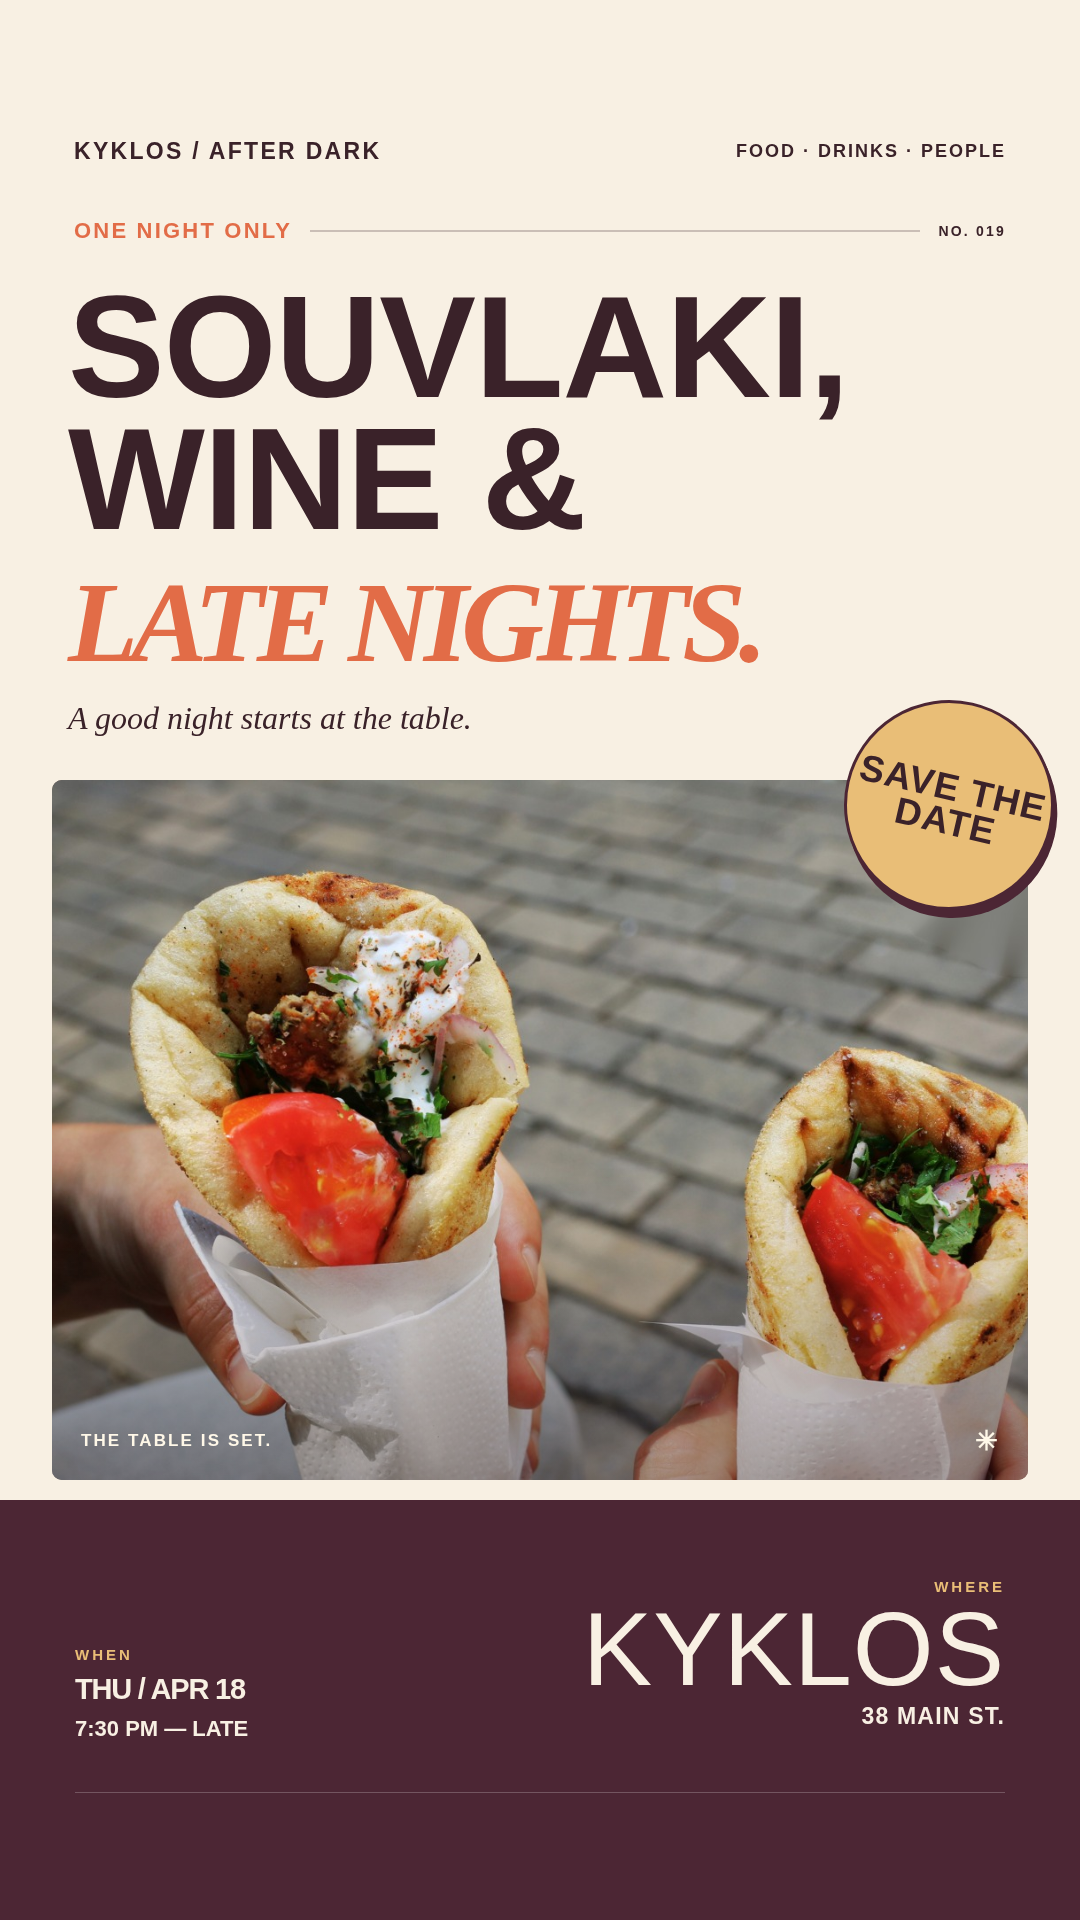 KYKLOS / AFTER DARK
FOOD · DRINKS · PEOPLE
ONE NIGHT ONLY
NO. 019
SOUVLAKI,
WINE &
LATE NIGHTS.
A good night starts at the table.
SAVE THE
DATE
THE TABLE IS SET.
WHEN
THU / APR 18
7:30 PM — LATE
WHERE
KYKLOS
38 MAIN ST.